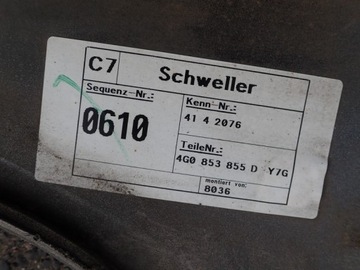 C7 Schweller
Sequenz-Nr.:
0610
Kenn-Nr.:
41 4 2076
TeileNr.:
4G0 853 855 D Y7G
montiert von:
8036